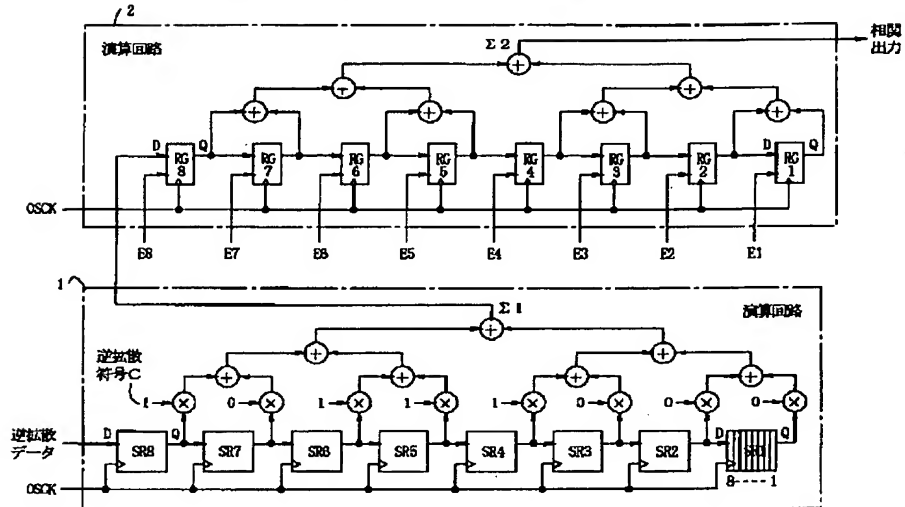 2
演算回路
Σ2
相関
出力
D Q
RG
8
RG
7
RG
6
RG
5
RG
4
RG
3
RG
2
D Q
RG
1
OSCK
E8 E7 E6 E5 E4 E3 E2 E1
1
Σ1
演算回路
逆拡散
符号C
1 0 1 1 1 0 0 0
逆拡散
データ
D Q
SR8 SR7 SR6 SR5 SR4 SR3 SR2
D Q
SR1
OSCK
8----1